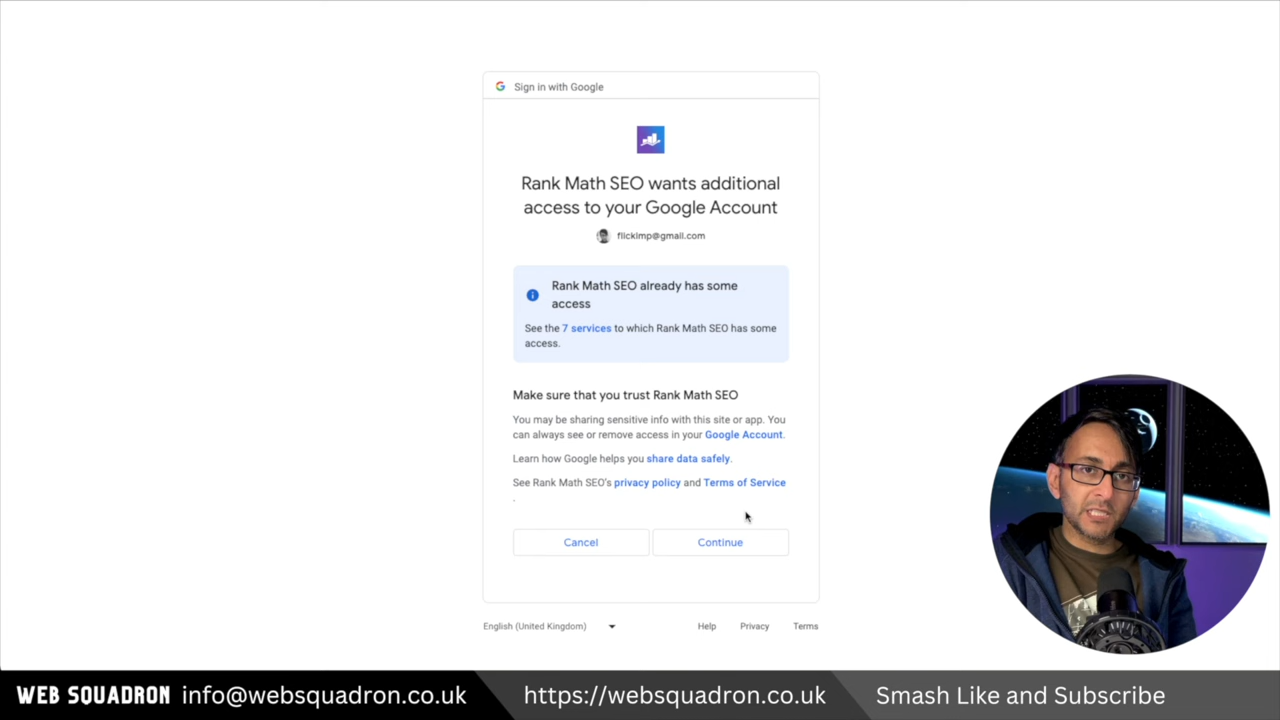 Sign in with Google
Rank Math SEO wants additional
access to your Google Account
flickimp@gmail.com
Rank Math SEO already has some
access
See the 7 services to which Rank Math SEO has some
access.
Make sure that you trust Rank Math SEO
You may be sharing sensitive info with this site or app. You
can always see or remove access in your Google Account.
Learn how Google helps you share data safely.
See Rank Math SEO's privacy policy and Terms of Service
.
Cancel Continue
English (United Kingdom) Help Privacy Terms
WEB SQUADRON info@websquadron.co.uk https://websquadron.co.uk Smash Like and Subscribe